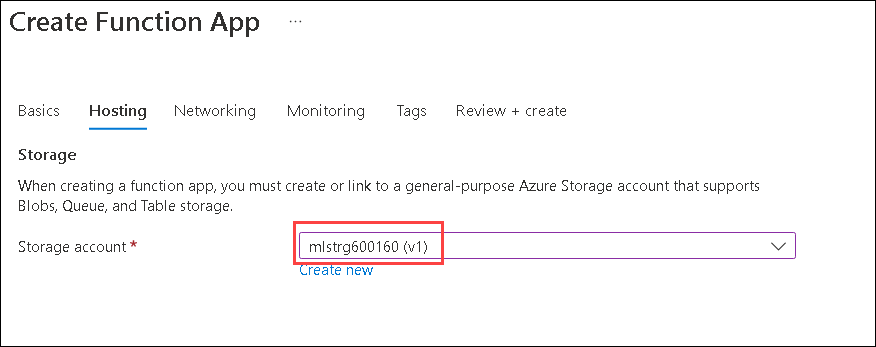 Create Function App ...
Basics Hosting Networking Monitoring Tags Review + create
Storage
When creating a function app, you must create or link to a general-purpose Azure Storage account that supports
Blobs, Queue, and Table storage.
Storage account * mlstrg600160 (v1)
Create new